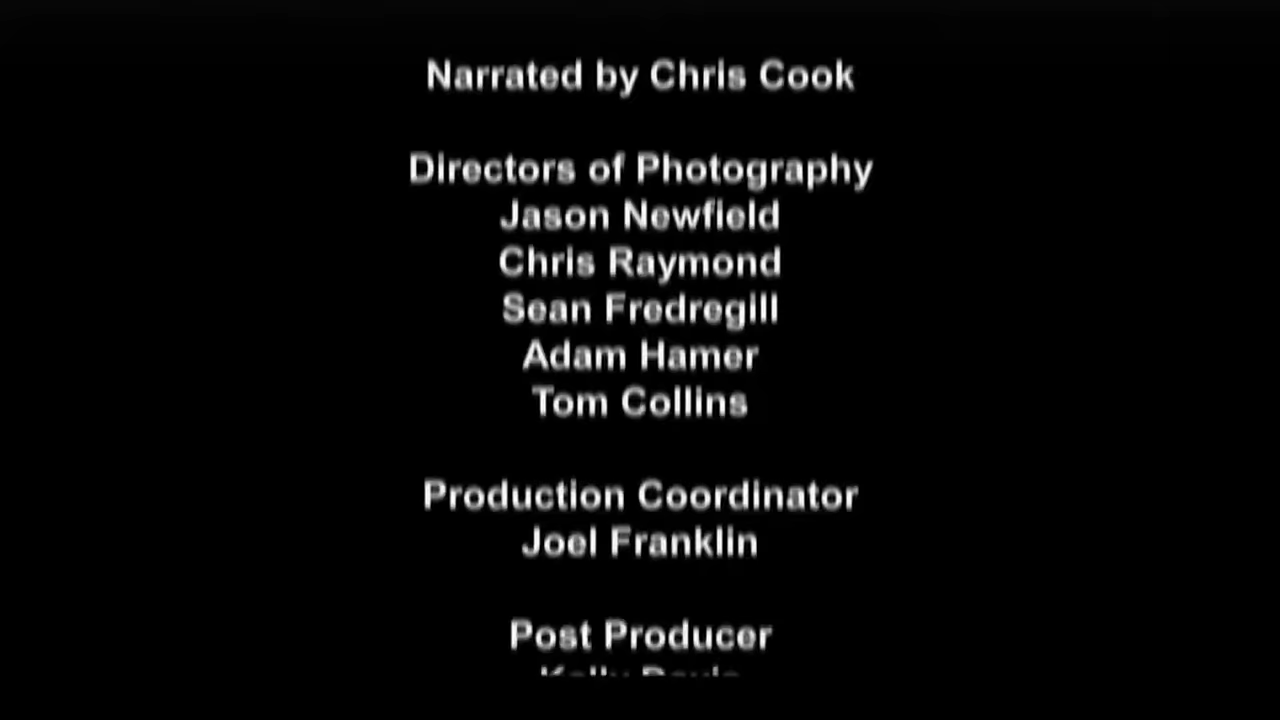 Narrated by Chris Cook
Directors of Photography
Jason Newfield
Chris Raymond
Sean Fredregill
Adam Hamer
Tom Collins
Production Coordinator
Joel Franklin
Post Producer